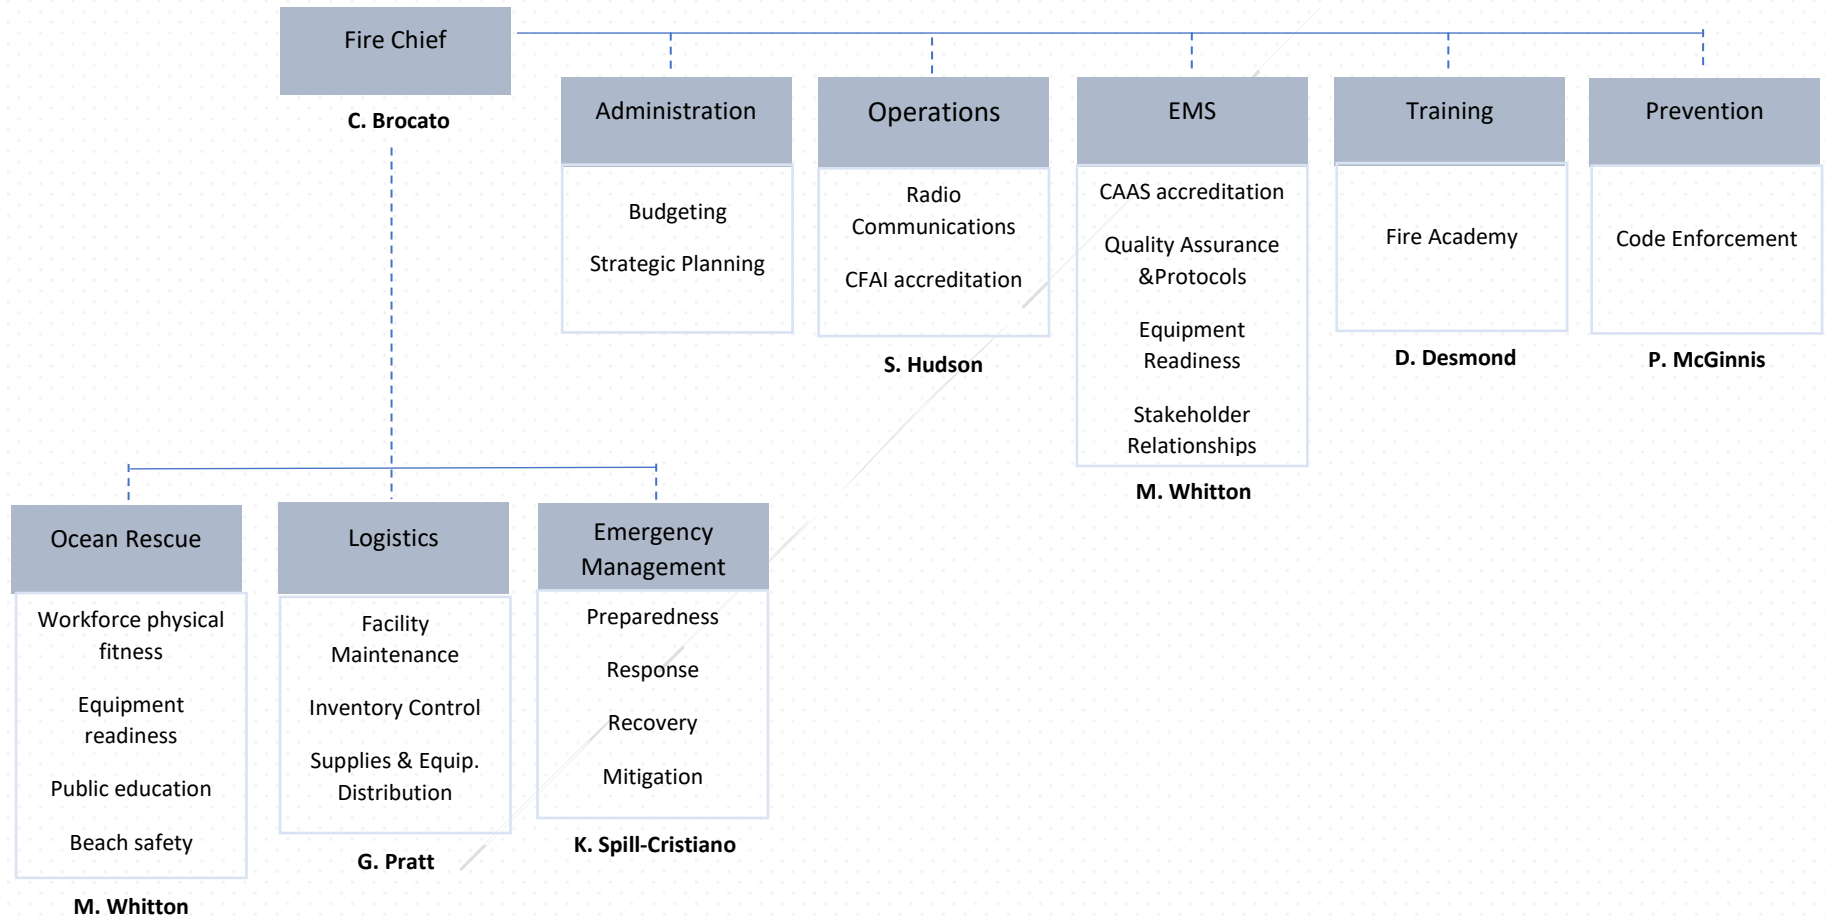 Fire Chief
C. Brocato
Administration
Budgeting
Strategic Planning
Operations
Radio
Communications
CFAI accreditation
S. Hudson
EMS
CAAS accreditation
Quality Assurance
&Protocols
Equipment
Readiness
Stakeholder
Relationships
M. Whitton
Training
Fire Academy
D. Desmond
Prevention
Code Enforcement
P. McGinnis
Ocean Rescue
Workforce physical
fitness
Equipment
readiness
Public education
Beach safety
M. Whitton
Logistics
Facility
Maintenance
Inventory Control
Supplies & Equip.
Distribution
G. Pratt
Emergency
Management
Preparedness
Response
Recovery
Mitigation
K. Spill-Cristiano